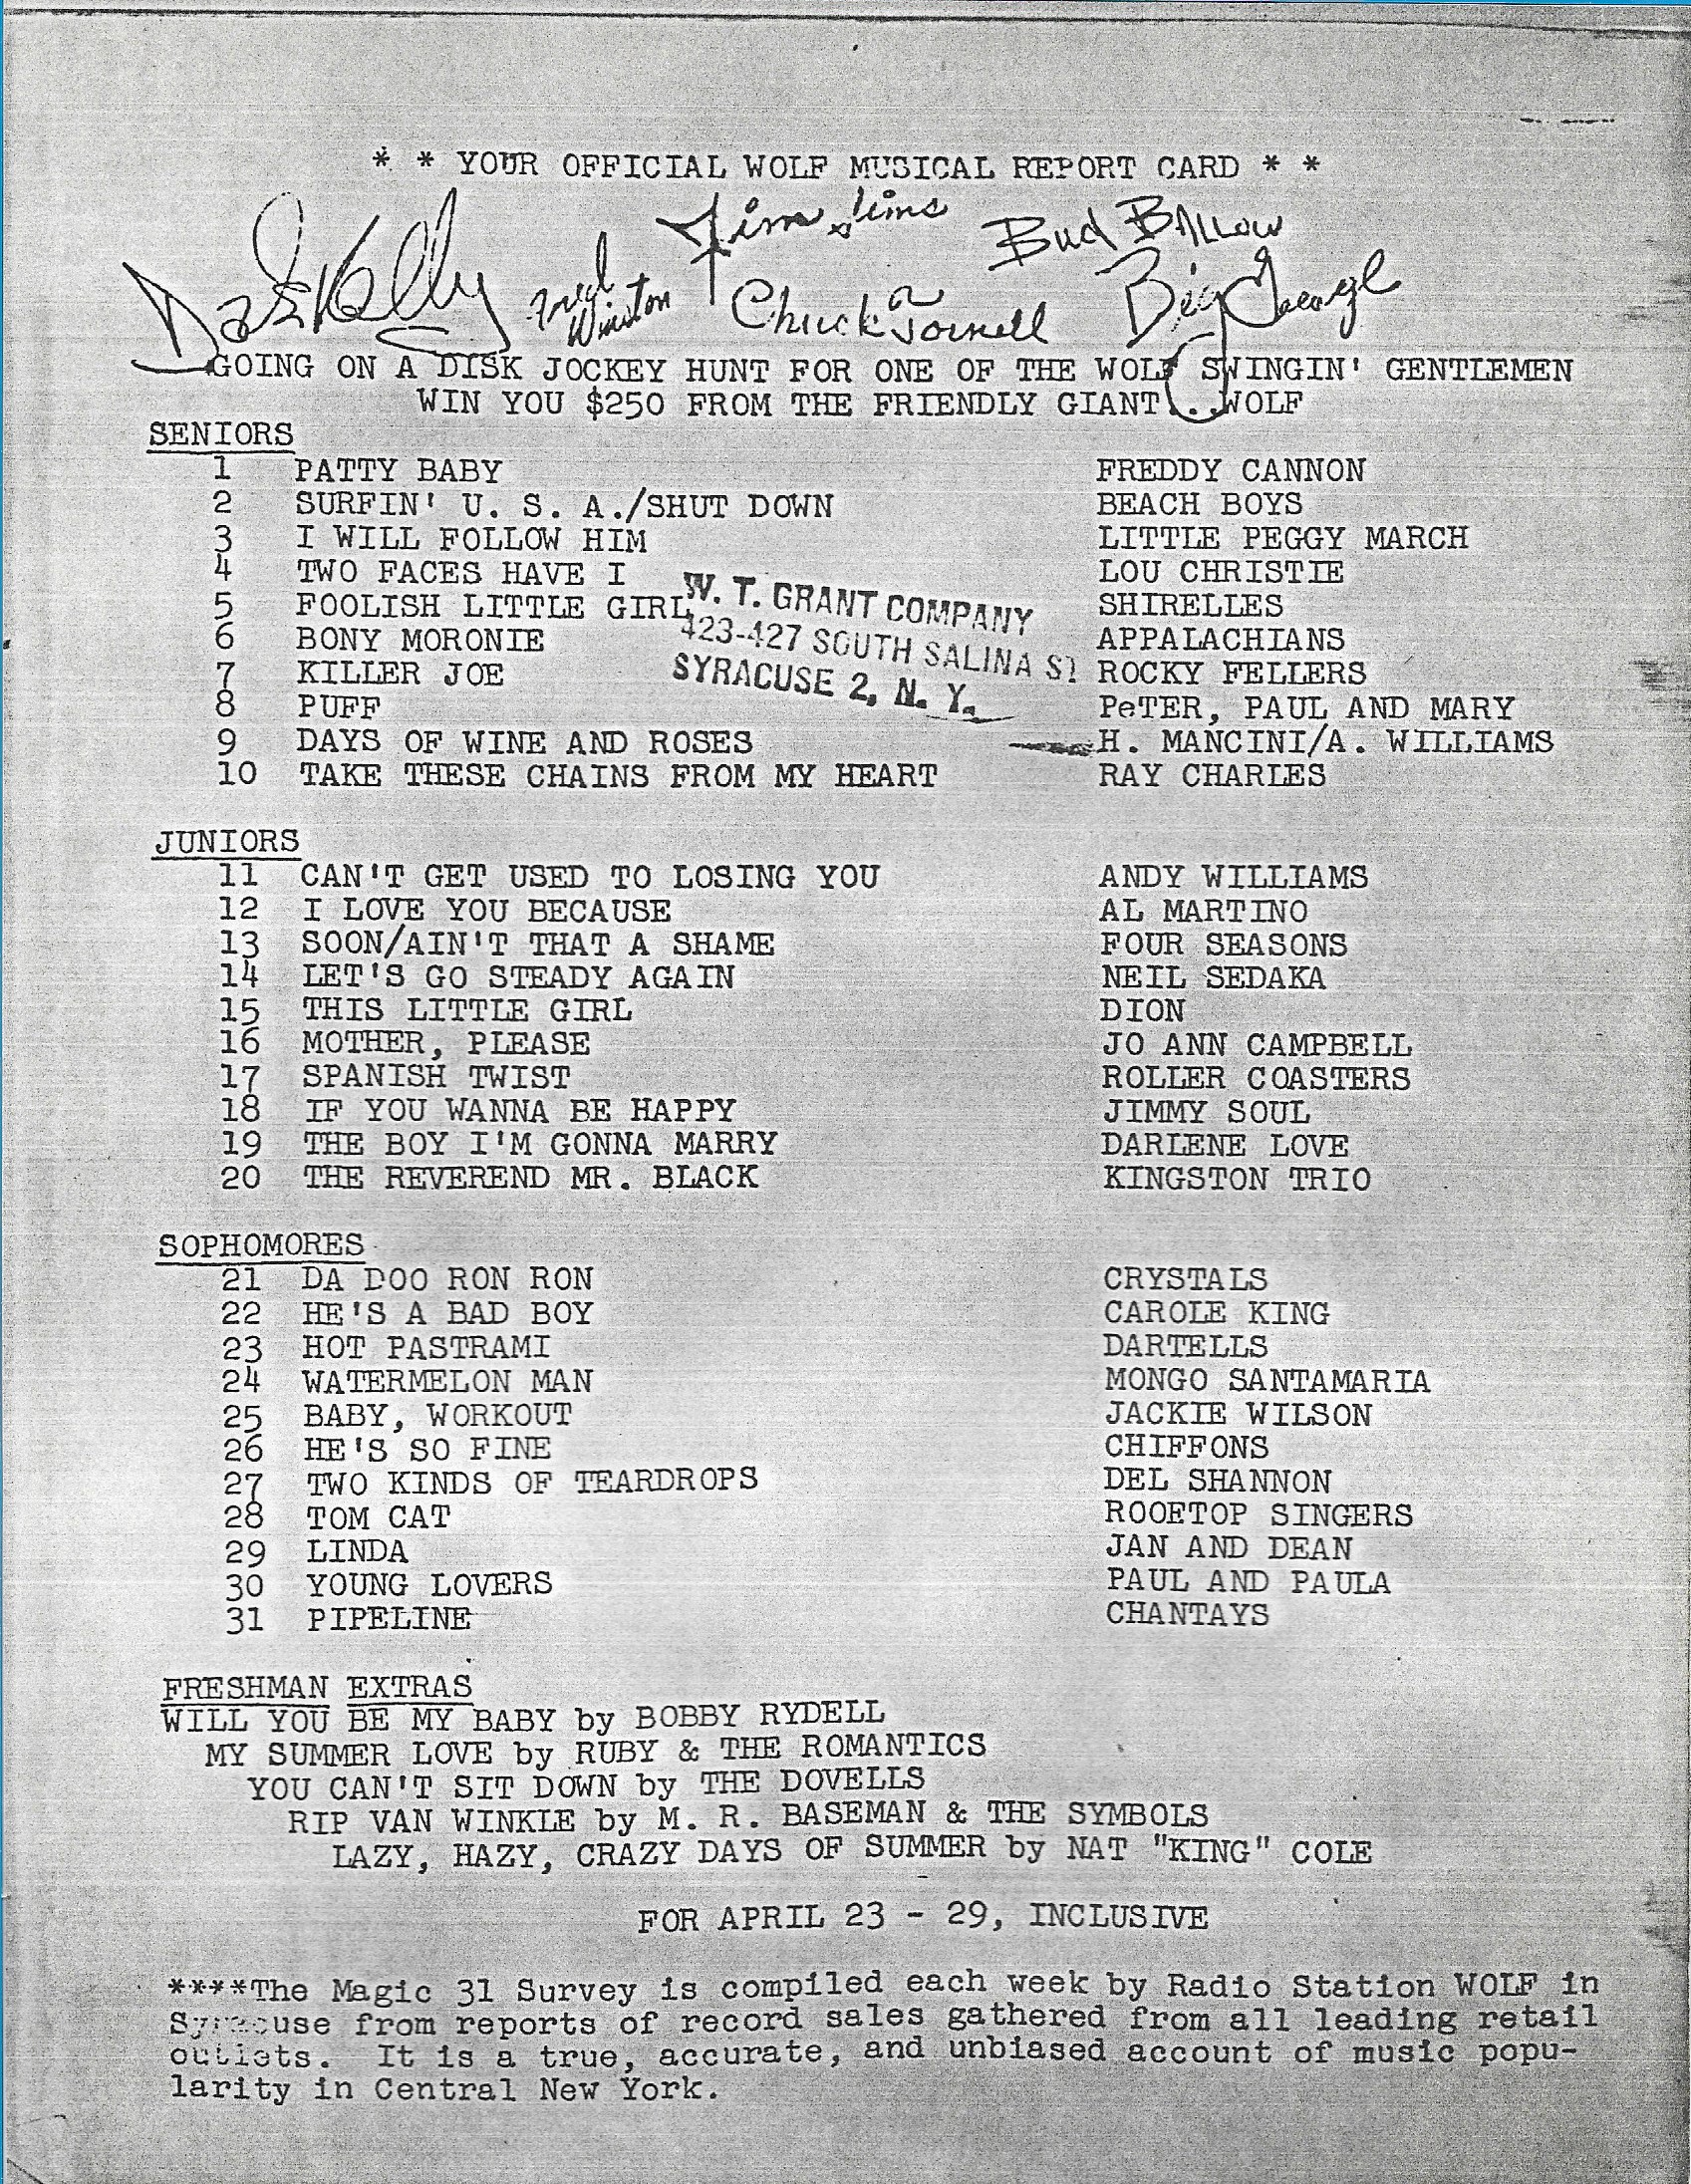 * * YOUR OFFICIAL WOLF MUSICAL REPORT CARD * *
Jim Sims
Bud Ballow
Kelly
Winston
Chuck
Big George
GOING ON A DISK JOCKEY HUNT FOR ONE OF THE WOLF SWINGIN' GENTLEMEN
WIN YOU $250 FROM THE FRIENDLY GIANT...WOLF
SENIORS
1 PATTY BABY FREDDY CANNON
2 SURFIN' U. S. A./SHUT DOWN BEACH BOYS
3 I WILL FOLLOW HIM LITTLE PEGGY MARCH
4 TWO FACES HAVE I LOU CHRISTIE
5 FOOLISH LITTLE GIRL SHIRELLES
6 BONY MORONIE APPALACHIANS
7 KILLER JOE ROCKY FELLERS
8 PUFF PeTER, PAUL AND MARY
9 DAYS OF WINE AND ROSES H. MANCINI/A. WILLIAMS
10 TAKE THESE CHAINS FROM MY HEART RAY CHARLES
W. T. GRANT COMPANY
423-427 SOUTH SALINA ST
SYRACUSE 2, N. Y.
JUNIORS
11 CAN'T GET USED TO LOSING YOU ANDY WILLIAMS
12 I LOVE YOU BECAUSE AL MARTINO
13 SOON/AIN'T THAT A SHAME FOUR SEASONS
14 LET'S GO STEADY AGAIN NEIL SEDAKA
15 THIS LITTLE GIRL DION
16 MOTHER, PLEASE JO ANN CAMPBELL
17 SPANISH TWIST ROLLER COASTERS
18 IF YOU WANNA BE HAPPY JIMMY SOUL
19 THE BOY I'M GONNA MARRY DARLENE LOVE
20 THE REVEREND MR. BLACK KINGSTON TRIO
SOPHOMORES
21 DA DOO RON RON CRYSTALS
22 HE'S A BAD BOY CAROLE KING
23 HOT PASTRAMI DARTELLS
24 WATERMELON MAN MONGO SANTAMARIA
25 BABY, WORKOUT JACKIE WILSON
26 HE'S SO FINE CHIFFONS
27 TWO KINDS OF TEARDROPS DEL SHANNON
28 TOM CAT ROOFTOP SINGERS
29 LINDA JAN AND DEAN
30 YOUNG LOVERS PAUL AND PAULA
31 PIPELINE CHANTAYS
FRESHMAN EXTRAS
WILL YOU BE MY BABY by BOBBY RYDELL
MY SUMMER LOVE by RUBY & THE ROMANTICS
YOU CAN'T SIT DOWN by THE DOVELLS
RIP VAN WINKLE by M. R. BASEMAN & THE SYMBOLS
LAZY, HAZY, CRAZY DAYS OF SUMMER by NAT "KING" COLE
FOR APRIL 23 - 29, INCLUSIVE
****The Magic 31 Survey is compiled each week by Radio Station WOLF in
Syracuse from reports of record sales gathered from all leading retail
outlets. It is a true, accurate, and unbiased account of music popu-
larity in Central New York.